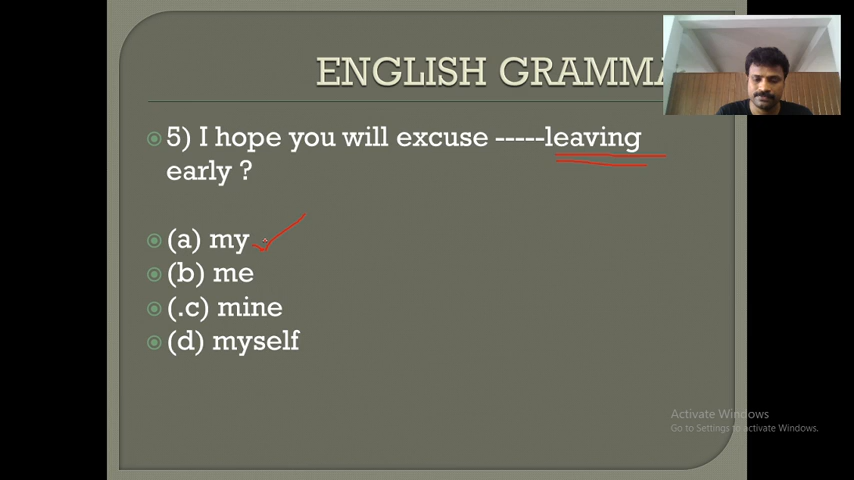 ENGLISH GRAMMA
5) I hope you will excuse -----leaving
early ?
(a) my
(b) me
(.c) mine
(d) myself
Activate Windows
Go to Settings to activate Windows.